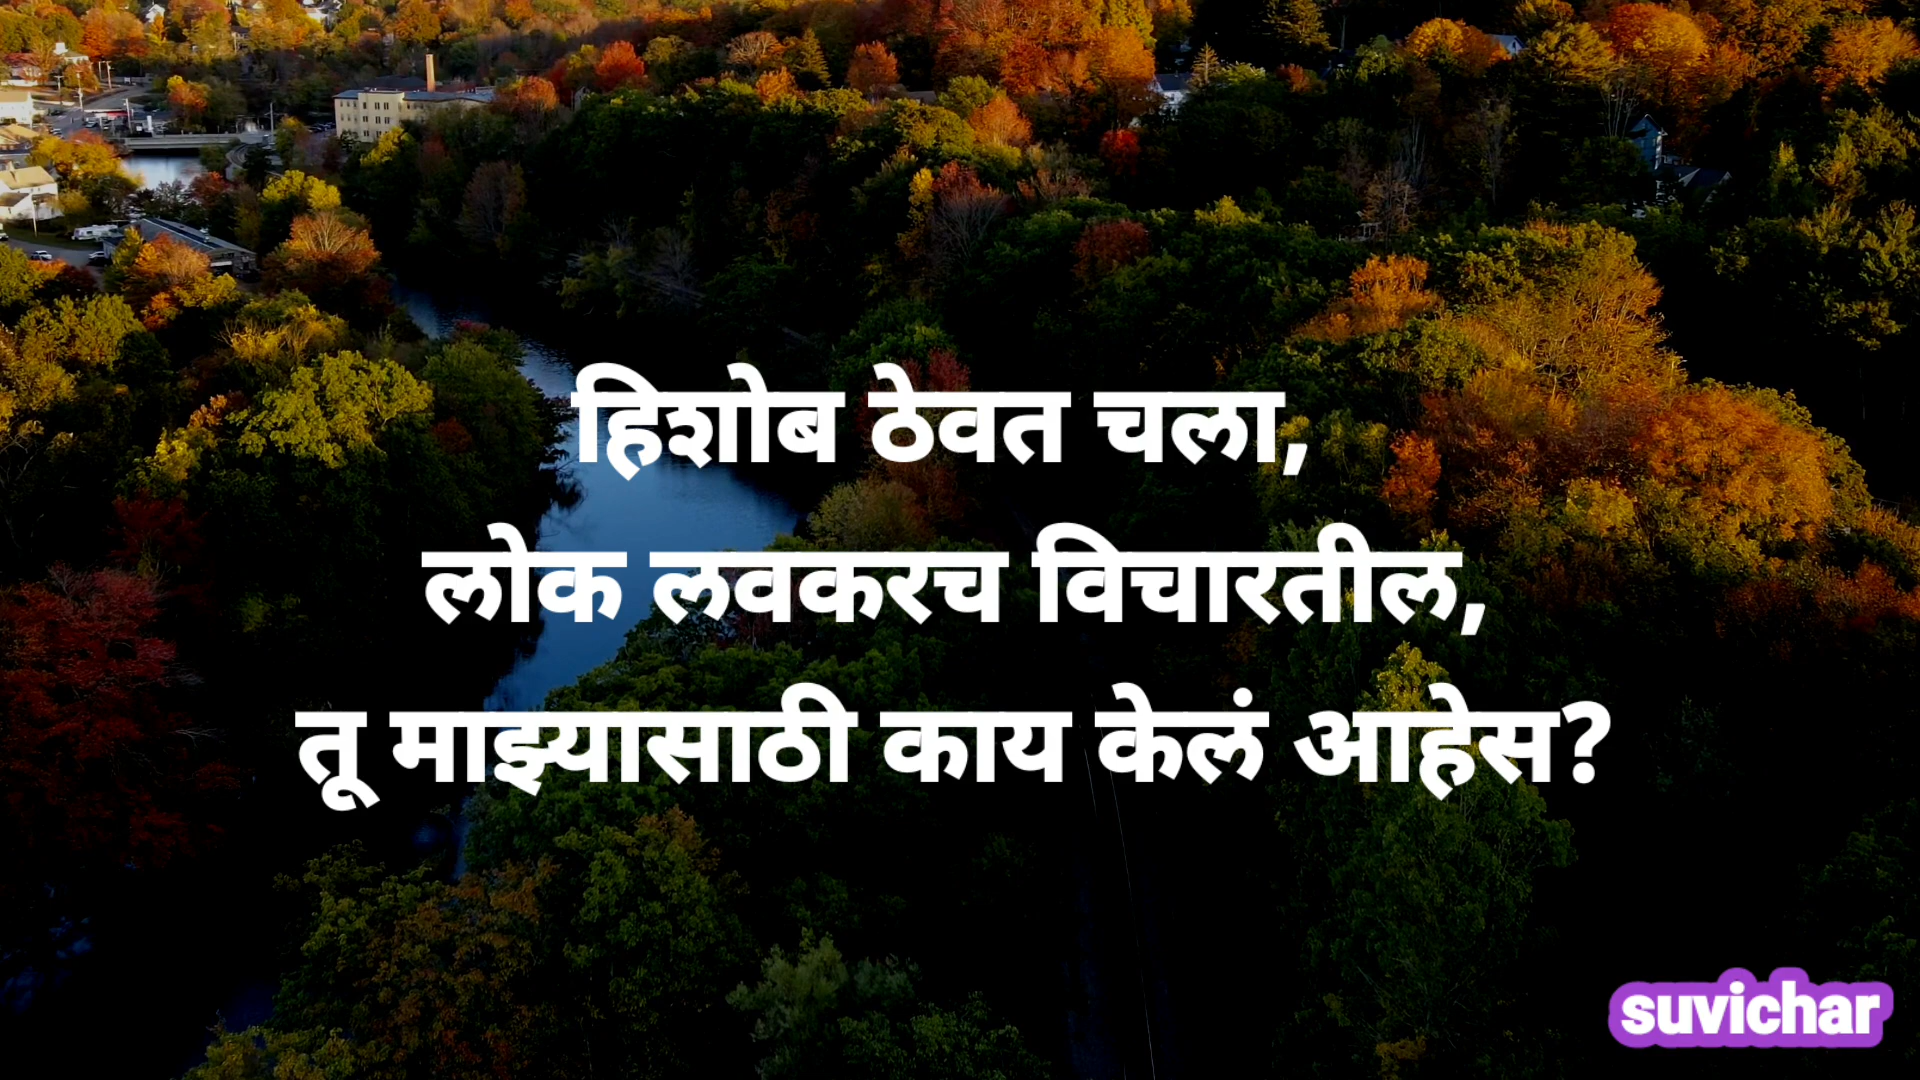 हिशोब ठेवत चला,
लोक लवकरच विचारतील,
तू माझ्यासाठी काय केलं आहेस?
suvichar